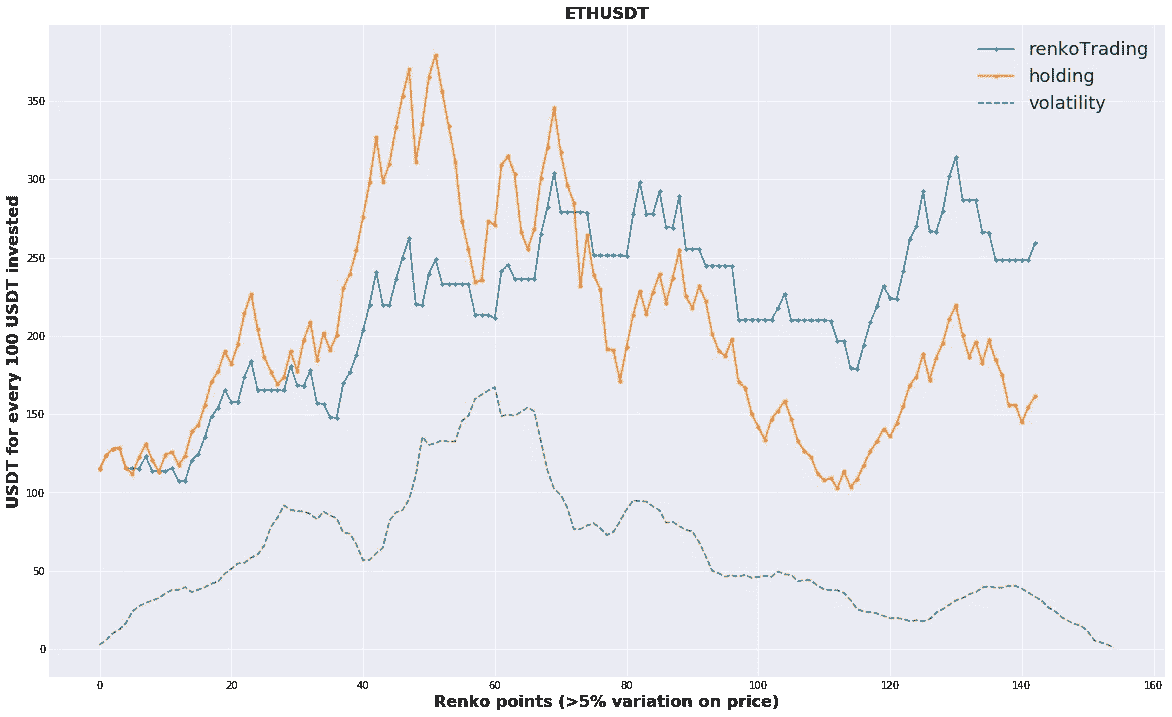 ETHUSDT
renkoTrading
holding
volatility
USDT for every 100 USDT invested
350
300
250
200
150
100
50
0
0 20 40 60 80 100 120 140 160
Renko points (>5% variation on price)